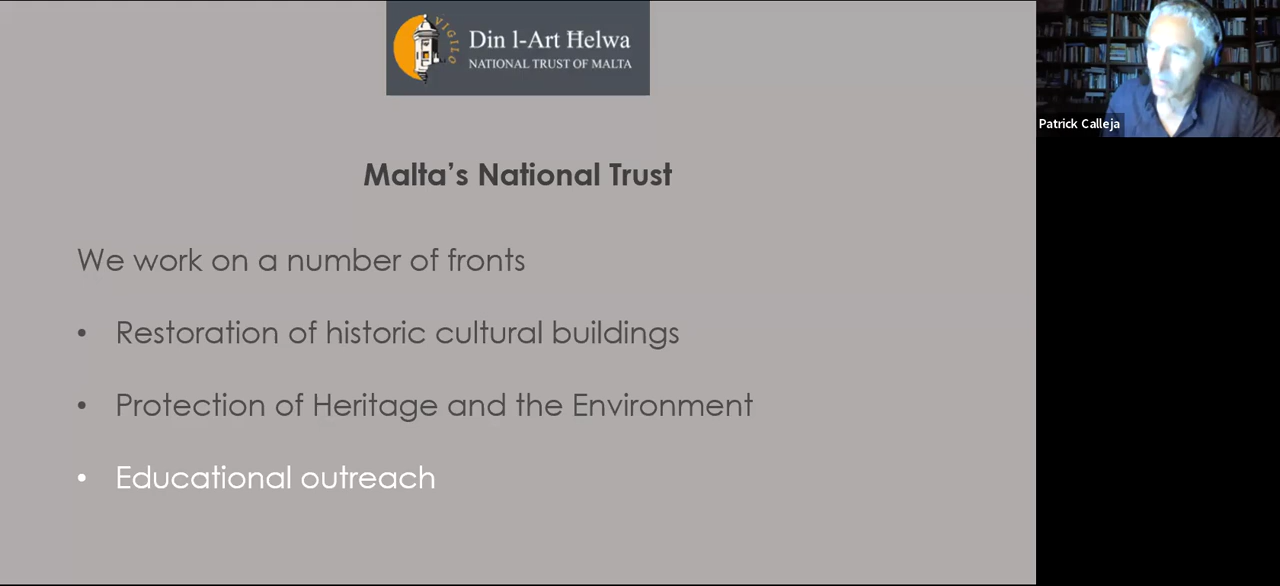 VIGILO
Din l-Art Helwa
NATIONAL TRUST OF MALTA
Patrick Calleja
Malta’s National Trust
We work on a number of fronts
• Restoration of historic cultural buildings
• Protection of Heritage and the Environment
• Educational outreach